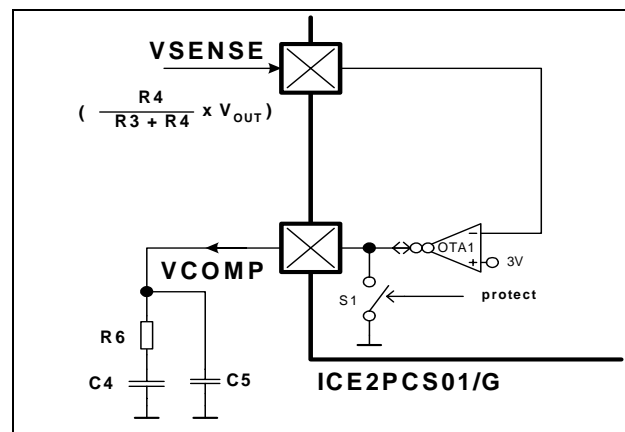 VSENSE
( R4 / R3 + R4 x VOUT )
OTA1
3V
VCOMP
S1
protect
R6
C4
C5
ICE2PCS01/G